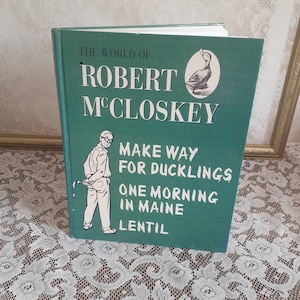 THE WORLD OF
ROBERT
McCLOSKEY
MAKE WAY
FOR DUCKLINGS
ONE MORNING
IN MAINE
LENTIL